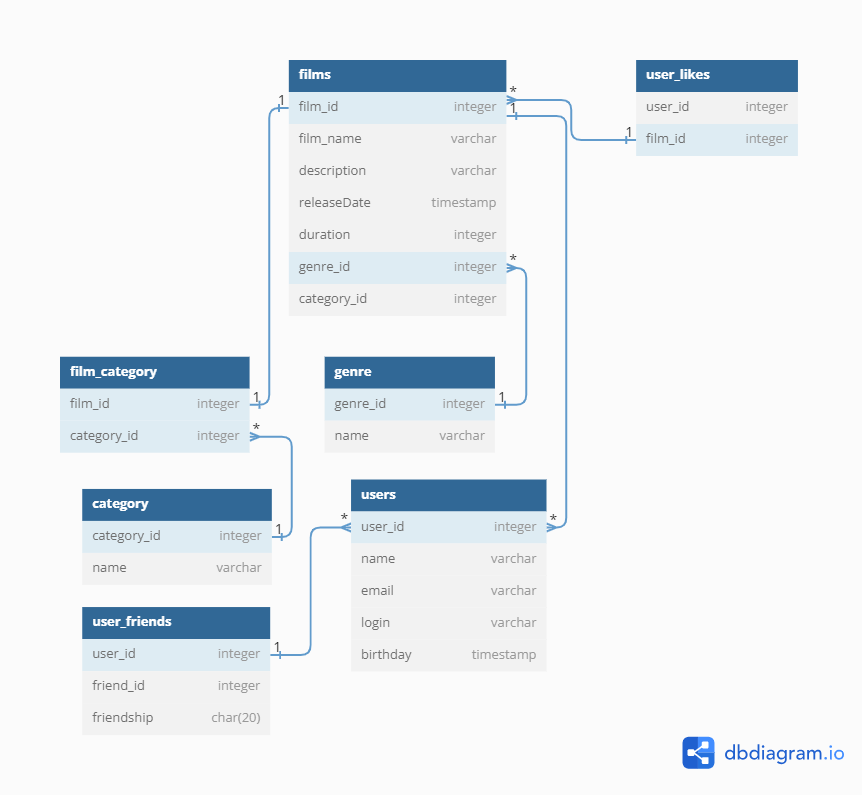 films
film_id integer
film_name varchar
description varchar
releaseDate timestamp
duration integer
genre_id integer
category_id integer
user_likes
user_id integer
film_id integer
1
*
1
1
*
film_category
film_id integer
category_id integer
1
*
genre
genre_id integer
name varchar
1
category
category_id integer
name varchar
1
users
user_id integer
name varchar
email varchar
login varchar
birthday timestamp
*
*
user_friends
user_id integer
friend_id integer
friendship char(20)
1
dbdiagram.io